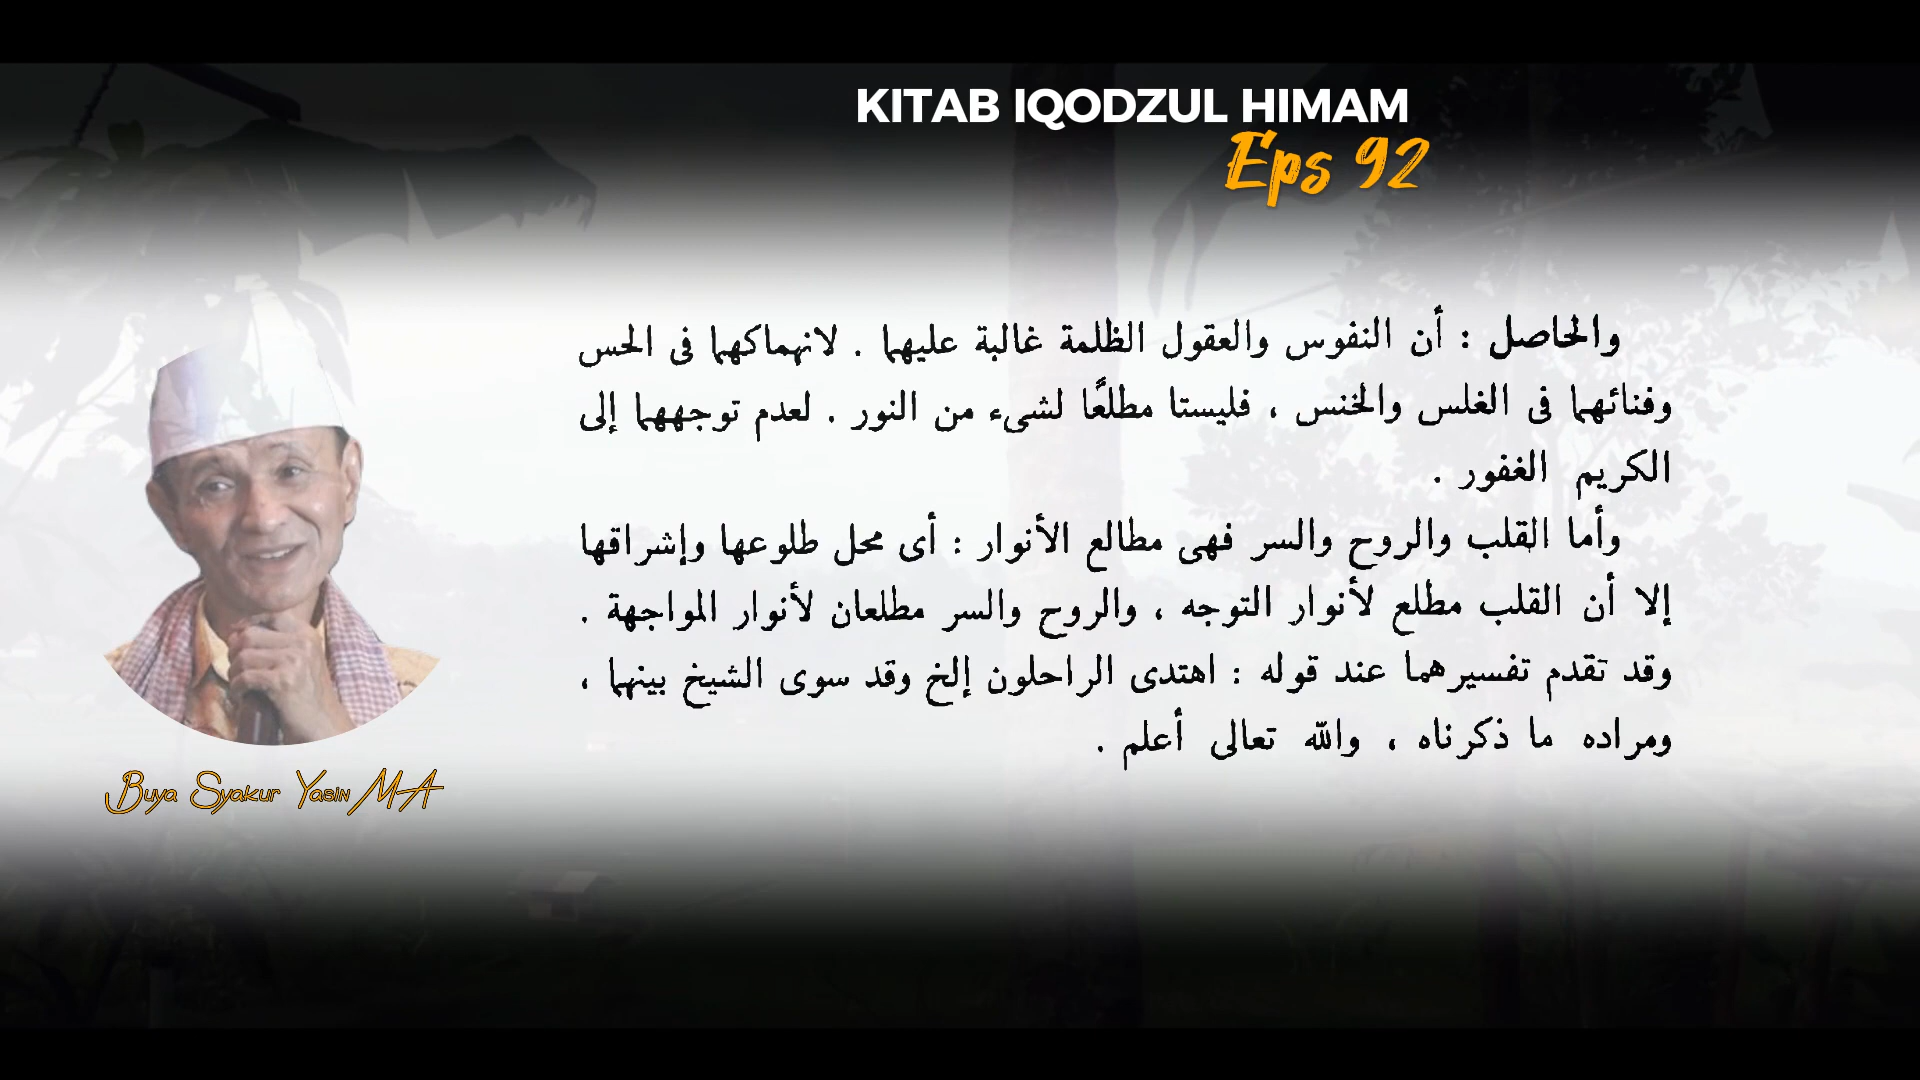 KITAB IQODZUL HIMAM
Eps 92
والحاصل : أن النفوس والعقول الظلمة غالبة عليهما . لانهماكهما فى الحس
وفنائهما فى الغلس والخنس ، فليستا مطلعًا لشىء من النور . لعدم توجههما إلى
الكريم الغفور .
وأما القلب والروح والسر فهى مطالع الأنوار : أى محل طلوعها وإشراقها
إلا أن القلب مطلع لأنوار التوجه ، والروح والسر مطلعان لأنوار المواجهة .
وقد تقدم تفسيرهما عند قوله : اهتدى الراحلون إلخ وقد سوى الشيخ بينهما ،
ومراده ما ذكرناه ، والله تعالى أعلم .
Buya Syakur Yasin MA